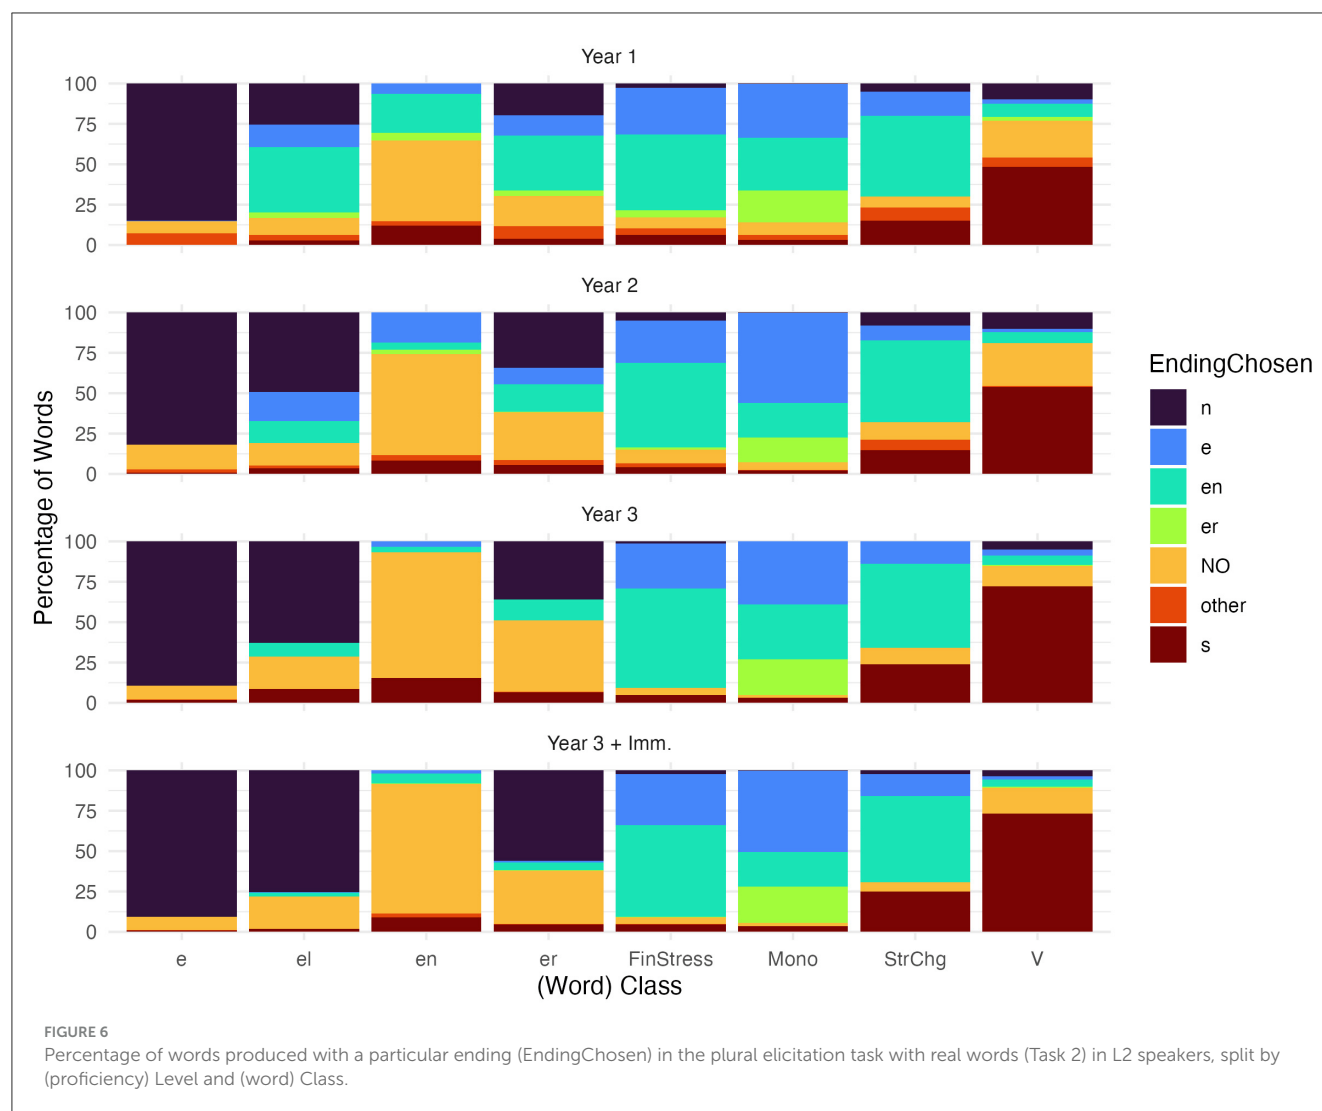 Year 1
100
75
50
25
0
Year 2
100
75
50
25
0
Year 3
100
75
50
25
0
Year 3 + Imm.
100
75
50
25
0
e el en er FinStress Mono StrChg V
(Word) Class
Percentage of Words
EndingChosen
n
e
en
er
NO
other
s
FIGURE 6
Percentage of words produced with a particular ending (EndingChosen) in the plural elicitation task with real words (Task 2) in L2 speakers, split by
(proficiency) Level and (word) Class.